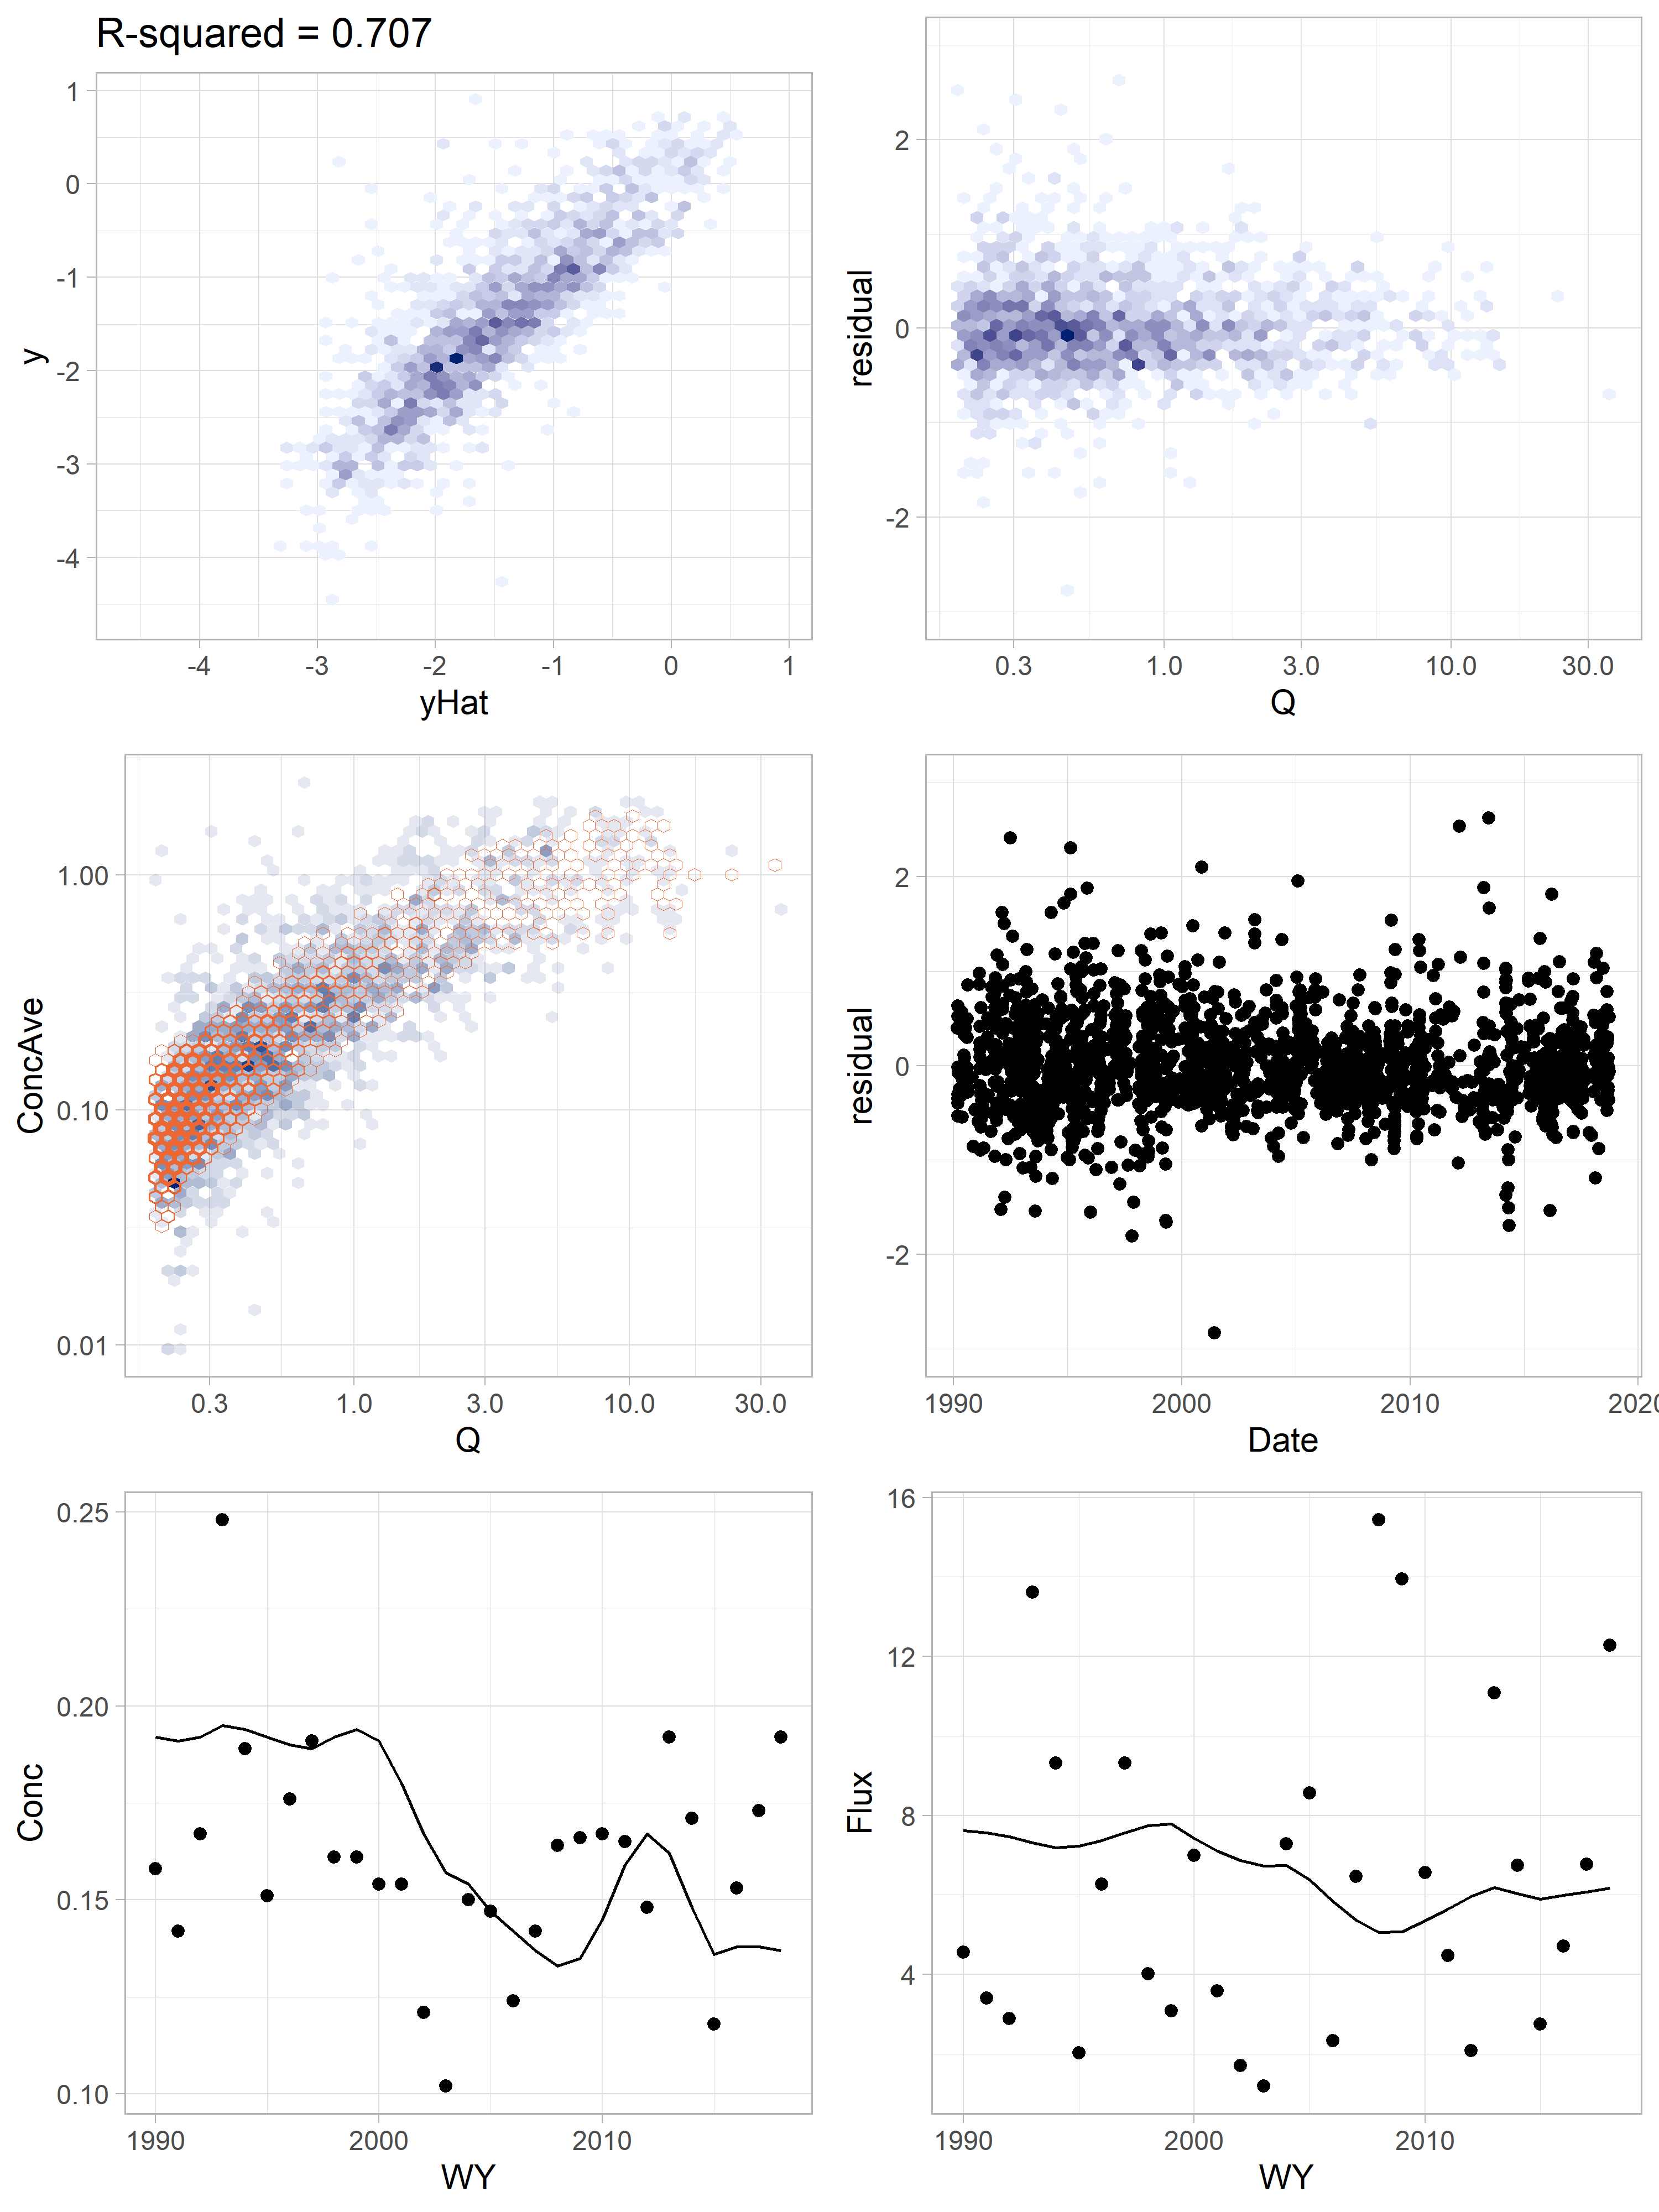 R-squared = 0.707
1
0
-1
-2
-3
-4
y
-4 -3 -2 -1 0 1
yHat
2
0
-2
residual
0.3 1.0 3.0 10.0 30.0
Q
1.00
0.10
0.01
ConcAve
0.3 1.0 3.0 10.0 30.0
Q
2
0
-2
residual
1990 2000 2010 2020
Date
0.25
0.20
0.15
0.10
Conc
1990 2000 2010
WY
16
12
8
4
Flux
1990 2000 2010
WY